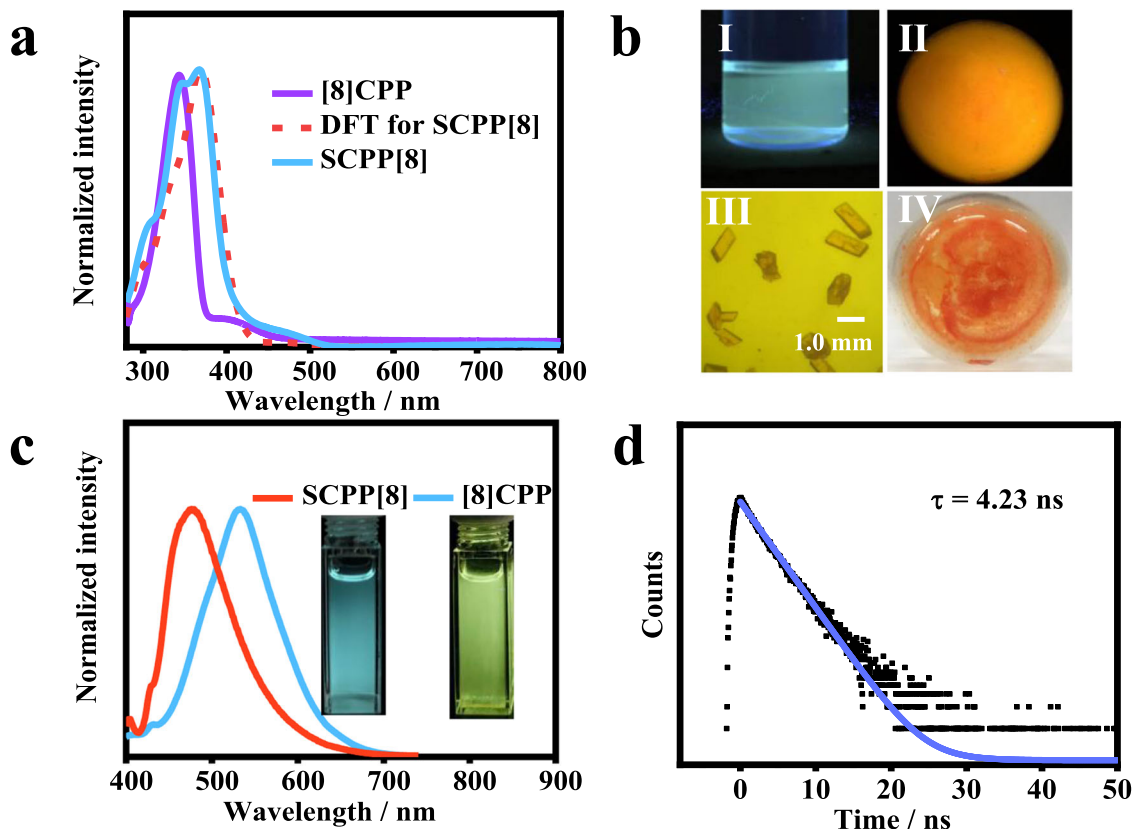 a
Normalized intensity
[8]CPP
DFT for SCPP[8]
SCPP[8]
300 400 500 600 700 800
Wavelength / nm
b
I
II
III
IV
1.0 mm
c
Normalized intensity
SCPP[8] [8]CPP
400 500 600 700 800 900
Wavelength / nm
d
Counts
τ = 4.23 ns
0 10 20 30 40 50
Time / ns